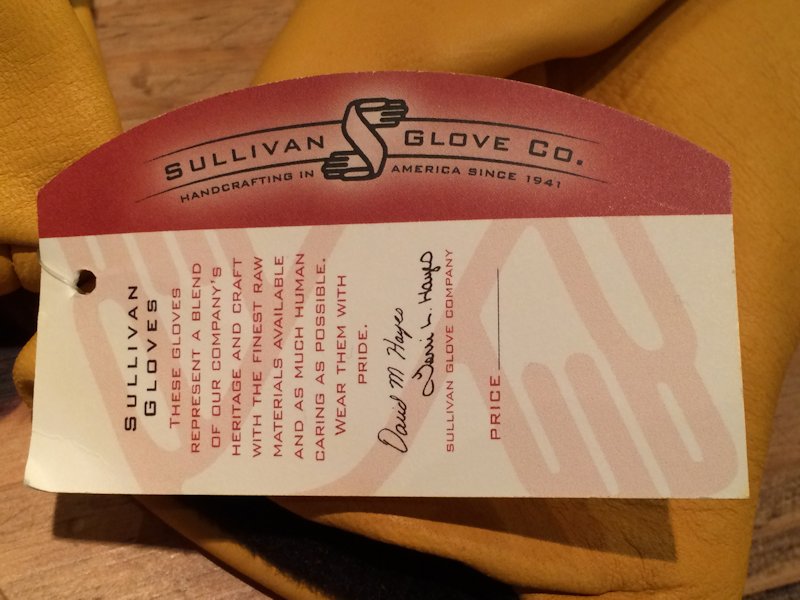 SULLIVAN GLOVE CO.
HANDCRAFTING IN AMERICA SINCE 1941
SULLIVAN
GLOVES
THESE GLOVES
REPRESENT A BLEND
OF OUR COMPANY'S
HERITAGE AND CRAFT
WITH THE FINEST RAW
MATERIALS AVAILABLE
AND AS MUCH HUMAN
CARING AS POSSIBLE.
WEAR THEM WITH
PRIDE.
David M Hayes
Terri L. Hayes
SULLIVAN GLOVE COMPANY
PRICE